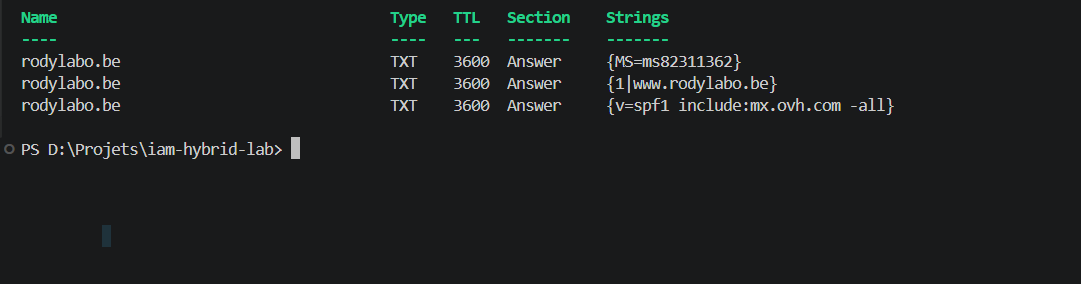 Name Type TTL Section Strings
---- ---- --- ------- -------
rodylabo.be TXT 3600 Answer {MS=ms82311362}
rodylabo.be TXT 3600 Answer {1|www.rodylabo.be}
rodylabo.be TXT 3600 Answer {v=spf1 include:mx.ovh.com -all}
PS D:\Projets\iam-hybrid-lab>